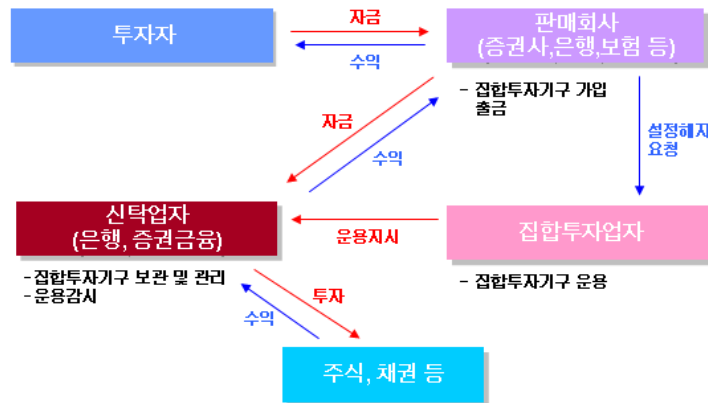 투자자
자금
수익
판매회사
(증권사,은행,보험 등)
- 집합투자기구 가입
출금
자금
수익
설정해지
요청
신탁업자
(은행, 증권금융)
운용지시
집합투자업자
-집합투자기구 보관 및 관리
-운용감시
- 집합투자기구 운용
투자
수익
주식, 채권 등